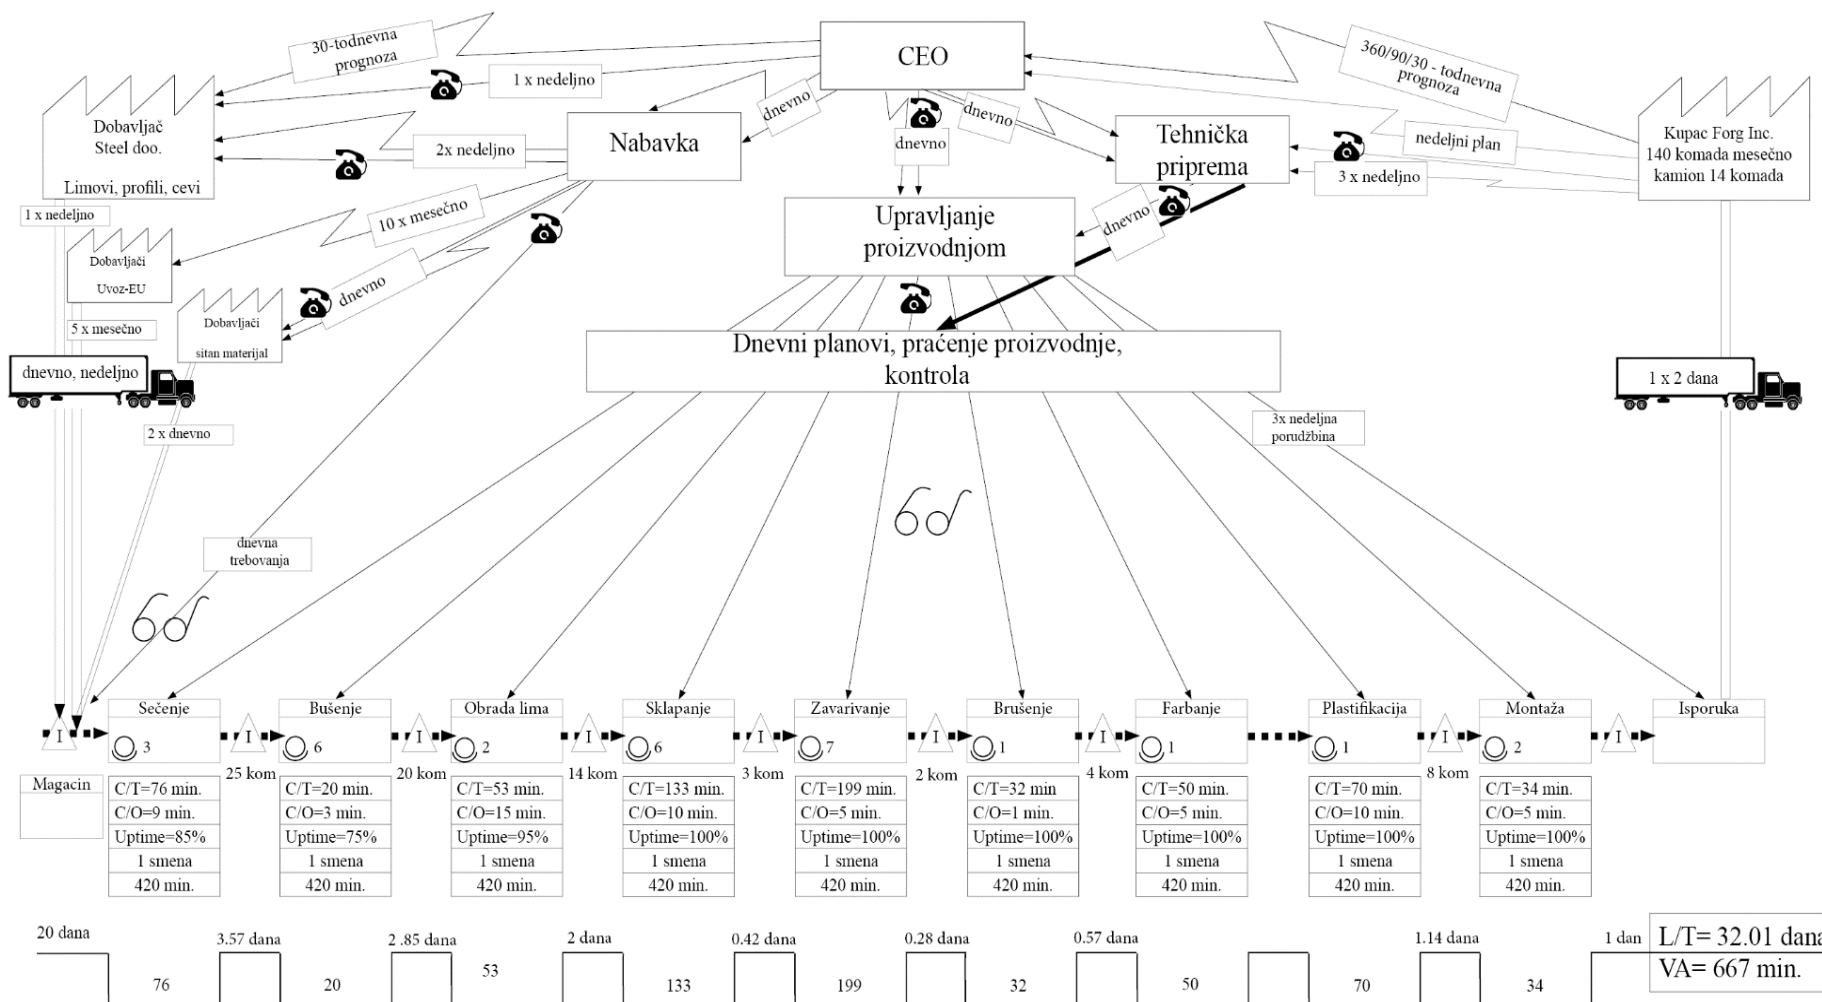 30-todnevna
prognoza
CEO
360/90/30 - todnevna
prognoza
1 x nedeljno
dnevno
dnevno
dnevno
Dobavljač
Steel doo.
Limovi, profili, cevi
2x nedeljno
Nabavka
Tehnička
priprema
nedeljni plan
3 x nedeljno
Kupac Forg Inc.
140 komada mesečno
kamion 14 komada
1 x nedeljno
10 x mesečno
Upravljanje
proizvodnjom
dnevno
Dobavljači
Uvoz-EU
dnevno
5 x mesečno
Dobavljači
sitan materijal
Dnevni planovi, praćenje proizvodnje,
kontrola
dnevno, nedeljno
1 x 2 dana
2 x dnevno
3x nedeljna
porudžbina
dnevna
trebovanja
Sečenje
Bušenje
Obrada lima
Sklapanje
Zavarivanje
Brušenje
Farbanje
Plastifikacija
Montaža
Isporuka
I
3
I
6
I
2
I
6
I
7
I
1
I
1
1
I
2
I
Magacin
25 kom
20 kom
14 kom
3 kom
2 kom
4 kom
8 kom
C/T=76 min.
C/O=9 min.
Uptime=85%
1 smena
420 min.
C/T=20 min.
C/O=3 min.
Uptime=75%
1 smena
420 min.
C/T=53 min.
C/O=15 min.
Uptime=95%
1 smena
420 min.
C/T=133 min.
C/O=10 min.
Uptime=100%
1 smena
420 min.
C/T=199 min.
C/O=5 min.
Uptime=100%
1 smena
420 min.
C/T=32 min
C/O=1 min.
Uptime=100%
1 smena
420 min.
C/T=50 min.
C/O=5 min.
Uptime=100%
1 smena
420 min.
C/T=70 min.
C/O=10 min.
Uptime=100%
1 smena
420 min.
C/T=34 min.
C/O=5 min.
Uptime=100%
1 smena
420 min.
20 dana
3.57 dana
2.85 dana
2 dana
0.42 dana
0.28 dana
0.57 dana
1.14 dana
1 dan
L/T= 32.01 dana
VA= 667 min.
76
20
53
133
199
32
50
70
34